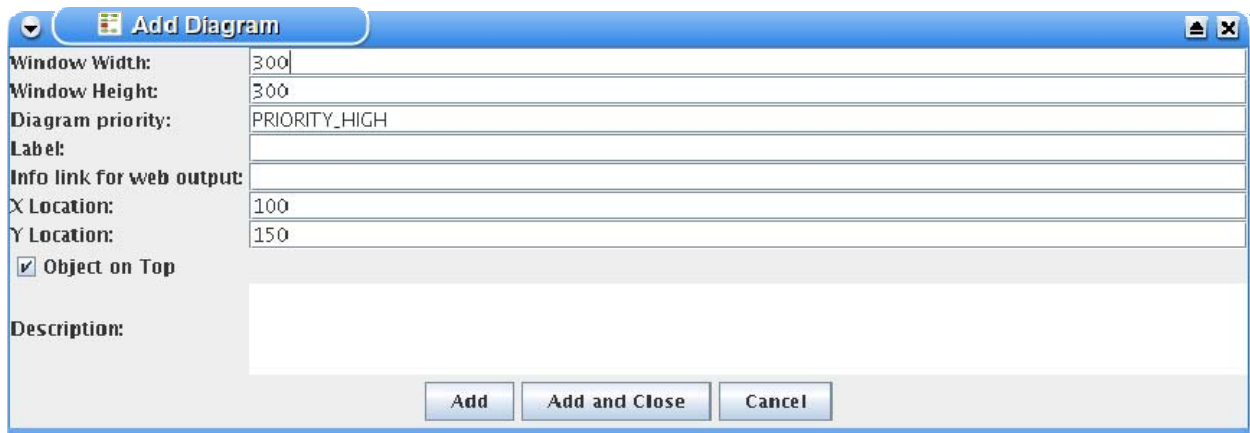 Add Diagram
Window Width: 300
Window Height: 300
Diagram priority: PRIORITY_HIGH
Label:
Info link for web output:
X Location: 100
Y Location: 150
Object on Top
Description:
Add Add and Close Cancel